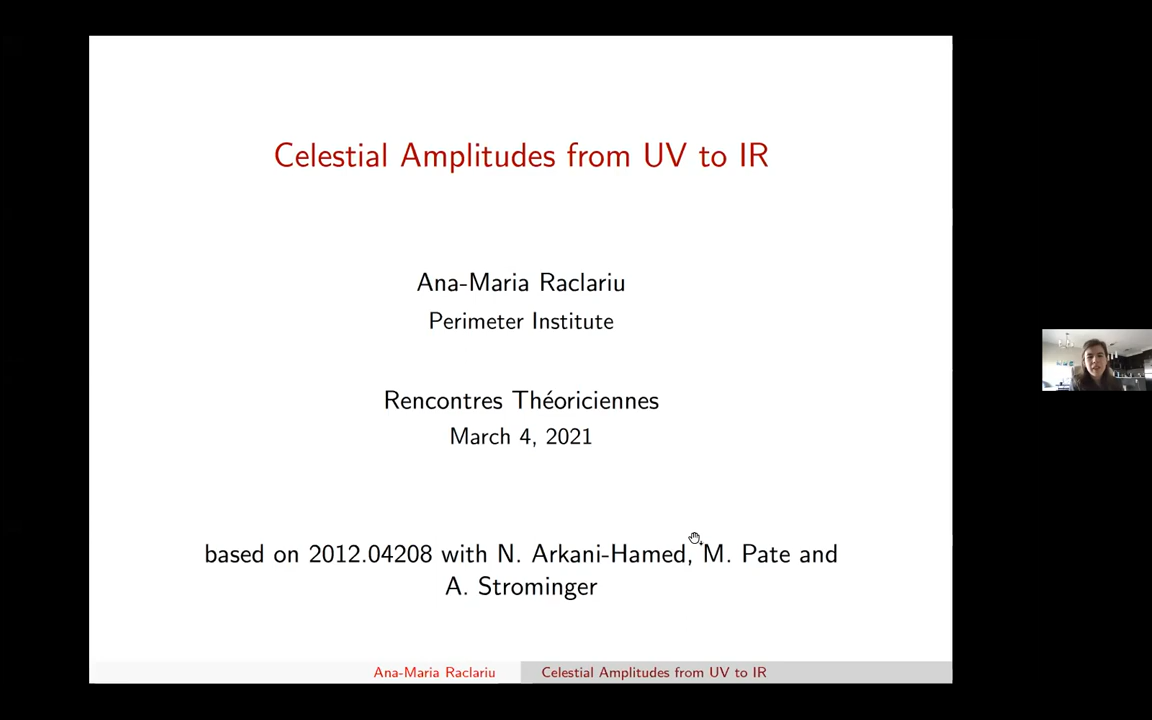 Celestial Amplitudes from UV to IR
Ana-Maria Raclariu
Perimeter Institute
Rencontres Théoriciennes
March 4, 2021
based on 2012.04208 with N. Arkani-Hamed, M. Pate and
A. Strominger
Ana-Maria Raclariu
Celestial Amplitudes from UV to IR